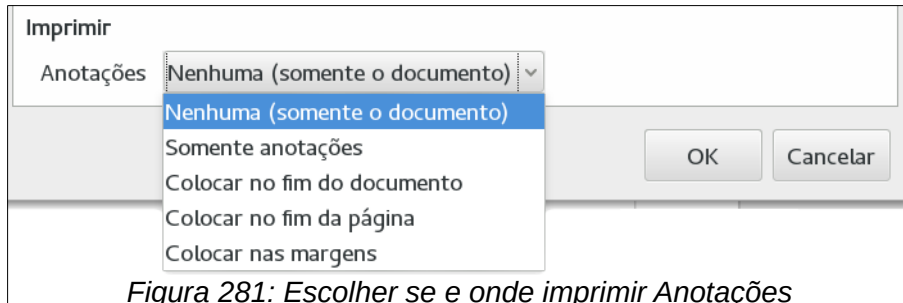 Imprimir
Anotações Nenhuma (somente o documento)
Nenhuma (somente o documento)
Somente anotações
Colocar no fim do documento
Colocar no fim da página
Colocar nas margens
OK Cancelar
Figura 281: Escolher se e onde imprimir Anotações